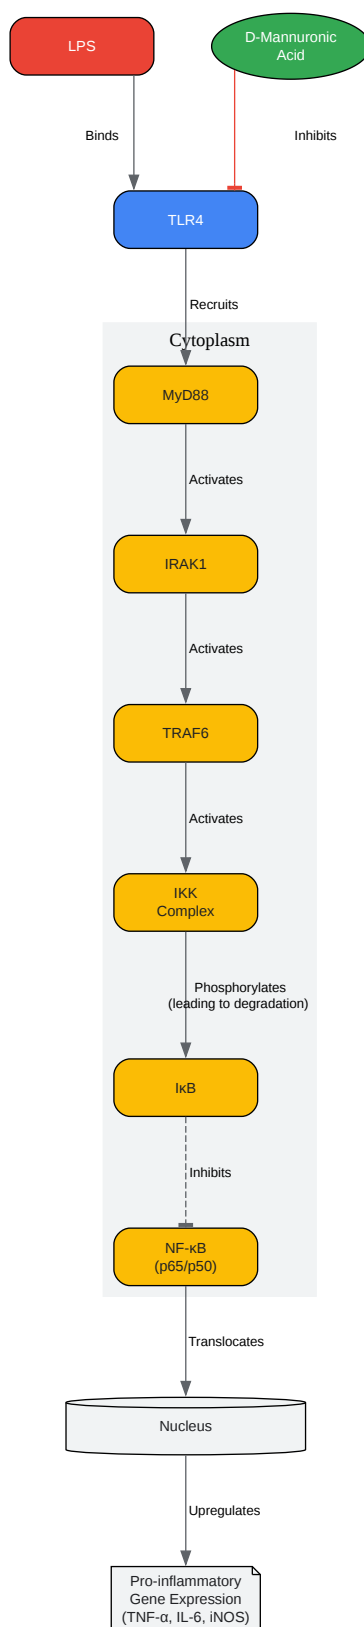 LPS
D-Mannuronic
Acid
Binds
Inhibits
TLR4
Recruits
Cytoplasm
MyD88
Activates
IRAK1
Activates
TRAF6
Activates
IKK
Complex
Phosphorylates
(leading to degradation)
IκB
Inhibits
NF-κB
(p65/p50)
Translocates
Nucleus
Upregulates
Pro-inflammatory
Gene Expression
(TNF-α, IL-6, iNOS)